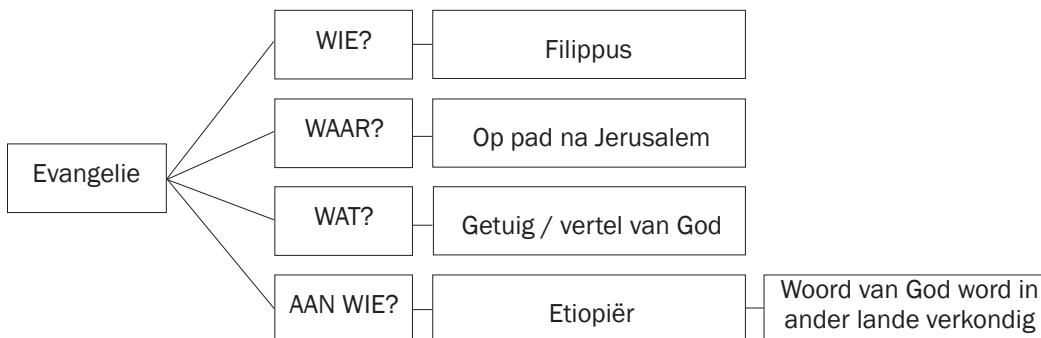 WIE?
Filippus
WAAR?
Op pad na Jerusalem
Evangelie
WAT?
Getuig / vertel van God
AAN WIE?
Etiopiër
Woord van God word in
ander lande verkondig